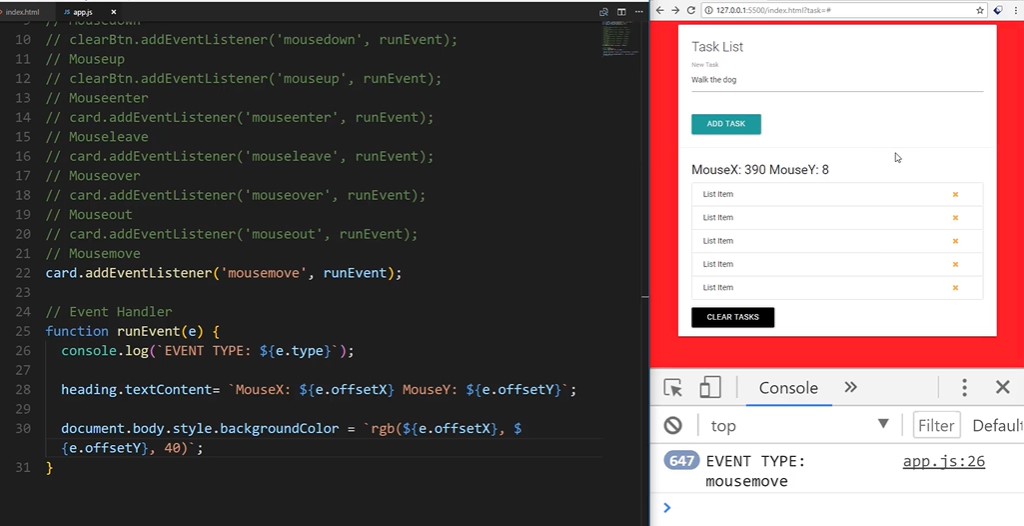 index.html
JS app.js ×
9 // Mousedown
10 // clearBtn.addEventListener('mousedown', runEvent);
11 // Mouseup
12 // clearBtn.addEventListener('mouseup', runEvent);
13 // Mouseenter
14 // card.addEventListener('mouseenter', runEvent);
15 // Mouseleave
16 // card.addEventListener('mouseleave', runEvent);
17 // Mouseover
18 // card.addEventListener('mouseover', runEvent);
19 // Mouseout
20 // card.addEventListener('mouseout', runEvent);
21 // Mousemove
22 card.addEventListener('mousemove', runEvent);
23
24 // Event Handler
25 function runEvent(e) {
26 console.log(`EVENT TYPE: ${e.type}`);
27
28 heading.textContent= `MouseX: ${e.offsetX} MouseY: ${e.offsetY}`;
29
30 document.body.style.backgroundColor = `rgb(${e.offsetX}, $
{e.offsetY}, 40)`;
31 }
127.0.0.1:5500/index.html?task=#
Task List
New Task
Walk the dog
ADD TASK
MouseX: 390 MouseY: 8
List Item
List Item
List Item
List Item
List Item
CLEAR TASKS
Console
top
Filter
Defaul
647 EVENT TYPE: app.js:26
mousemove